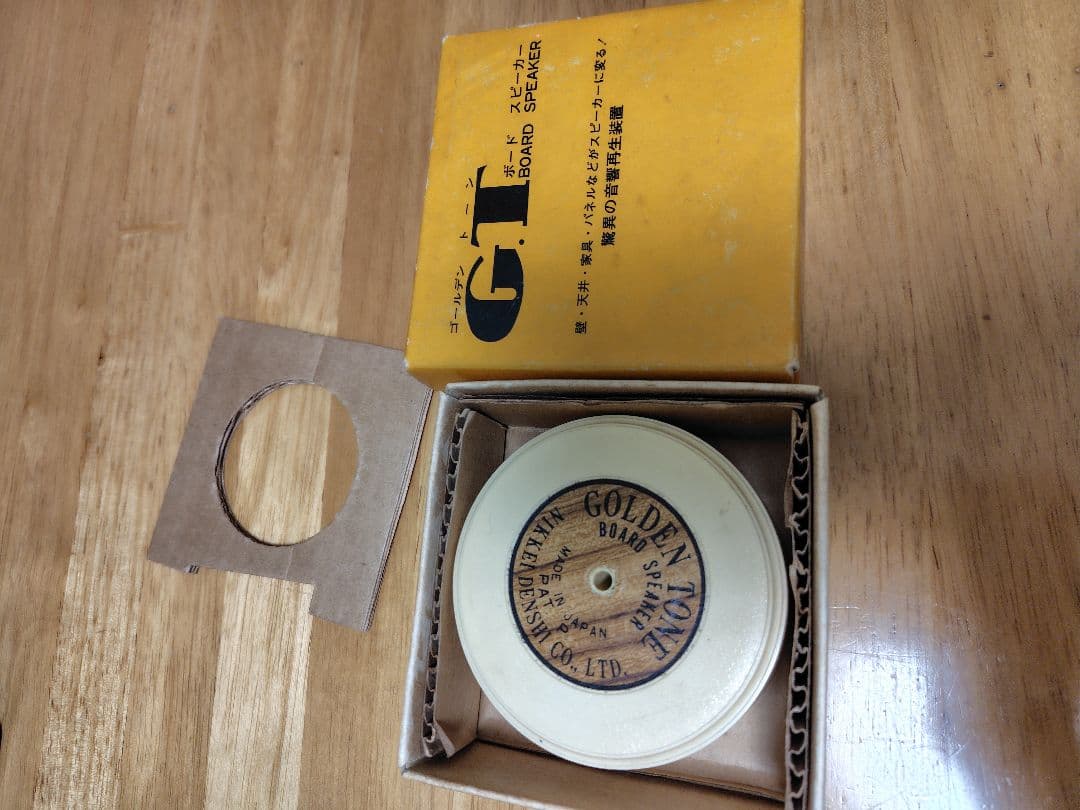 ゴールデン トーン
G.T ボード スピーカー
BOARD SPEAKER
壁・天井・家具・パネルなどがスピーカーに変る!
驚異の音響再生装置
GOLDEN TONE
BOARD SPEAKER
MADE IN JAPAN
PAT. P.
NIKKEI DENSHI CO., LTD.